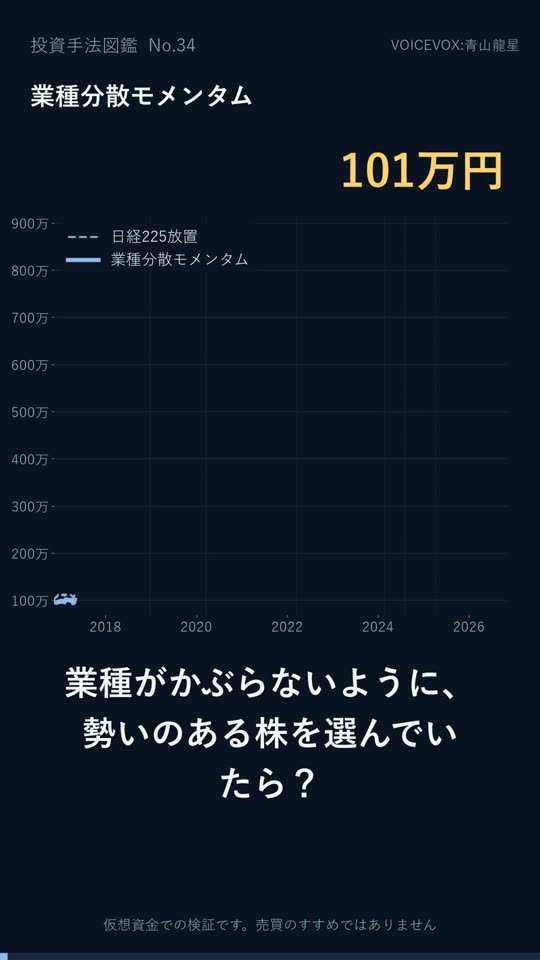 投資手法図鑑 No.34
VOICEVOX:青山龍星
業種分散モメンタム
101万円
900万
日経225放置
業種分散モメンタム
800万
700万
600万
500万
400万
300万
200万
100万
2018 2020 2022 2024 2026
業種がかぶらないように、
勢いのある株を選んでい
たら？
仮想資金での検証です。売買のすすめではありません